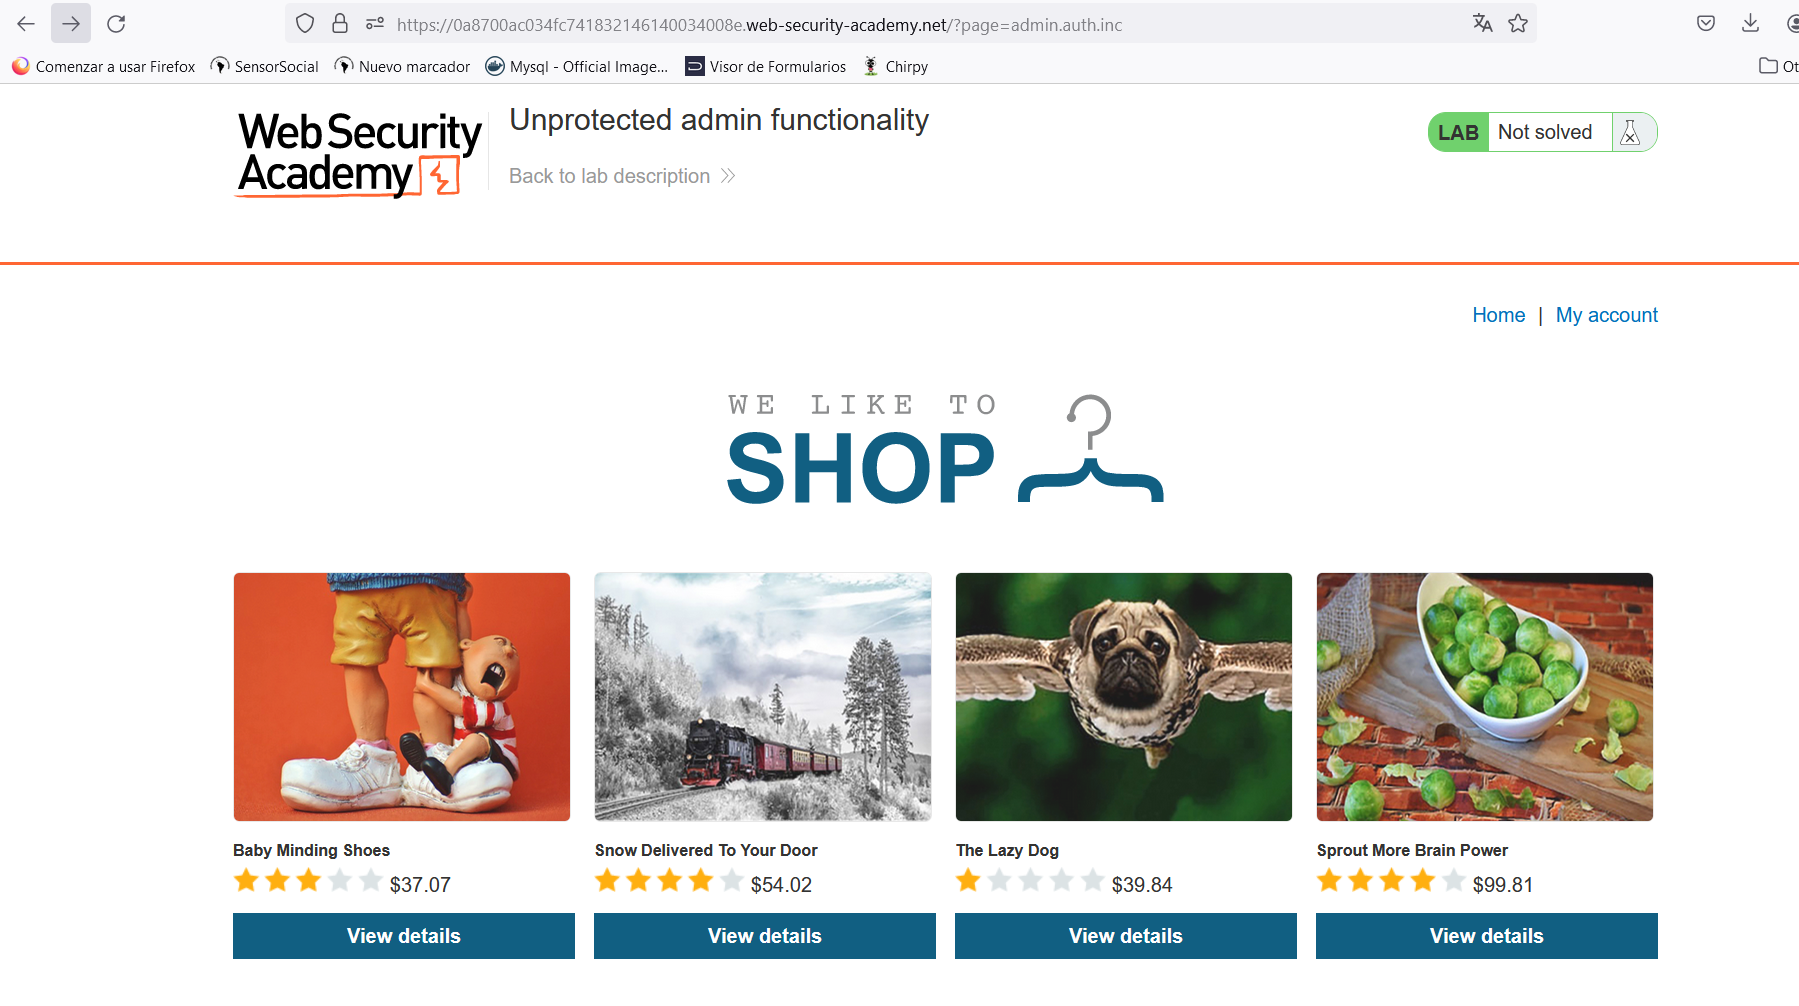 https://0a8700ac034fc741832146140034008e.web-security-academy.net/?page=admin.auth.inc
Comenzar a usar Firefox SensorSocial Nuevo marcador Mysql - Official Image... Visor de Formularios Chirpy Ot
Web Security Academy
Unprotected admin functionality
Back to lab description
LAB Not solved
Home | My account
WE LIKE TO
SHOP
Baby Minding Shoes
$37.07
View details
Snow Delivered To Your Door
$54.02
View details
The Lazy Dog
$39.84
View details
Sprout More Brain Power
$99.81
View details